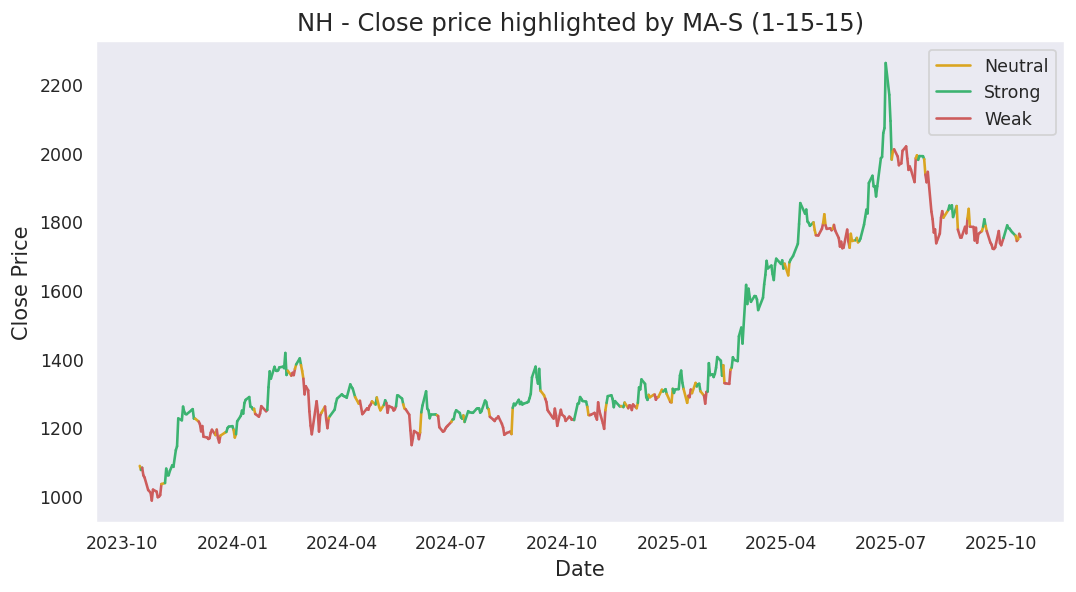 NH - Close price highlighted by MA-S (1-15-15)
Neutral
Strong
Weak
Close Price
2200
2000
1800
1600
1400
1200
1000
2023-10 2024-01 2024-04 2024-07 2024-10 2025-01 2025-04 2025-07 2025-10
Date